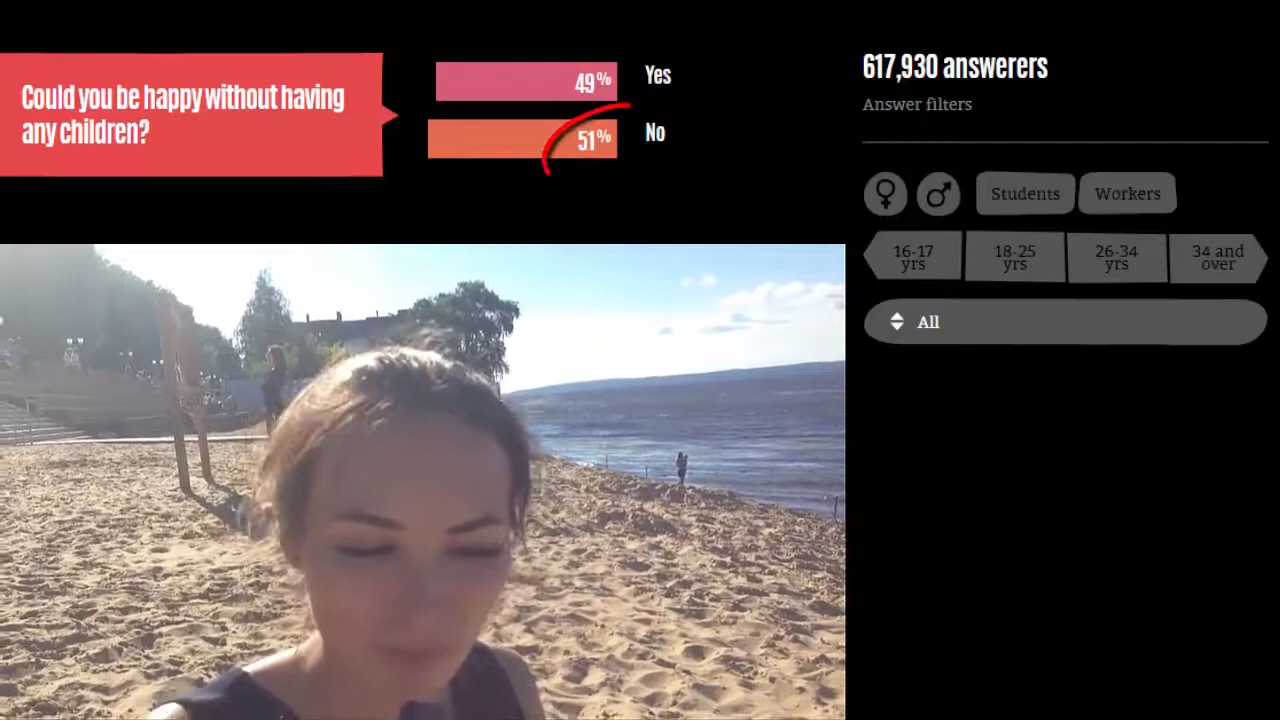 Could you be happy without having
any children?
49%
Yes
51%
No
617,930 answerers
Answer filters
Students
Workers
16-17
yrs
18-25
yrs
26-34
yrs
34 and
over
All